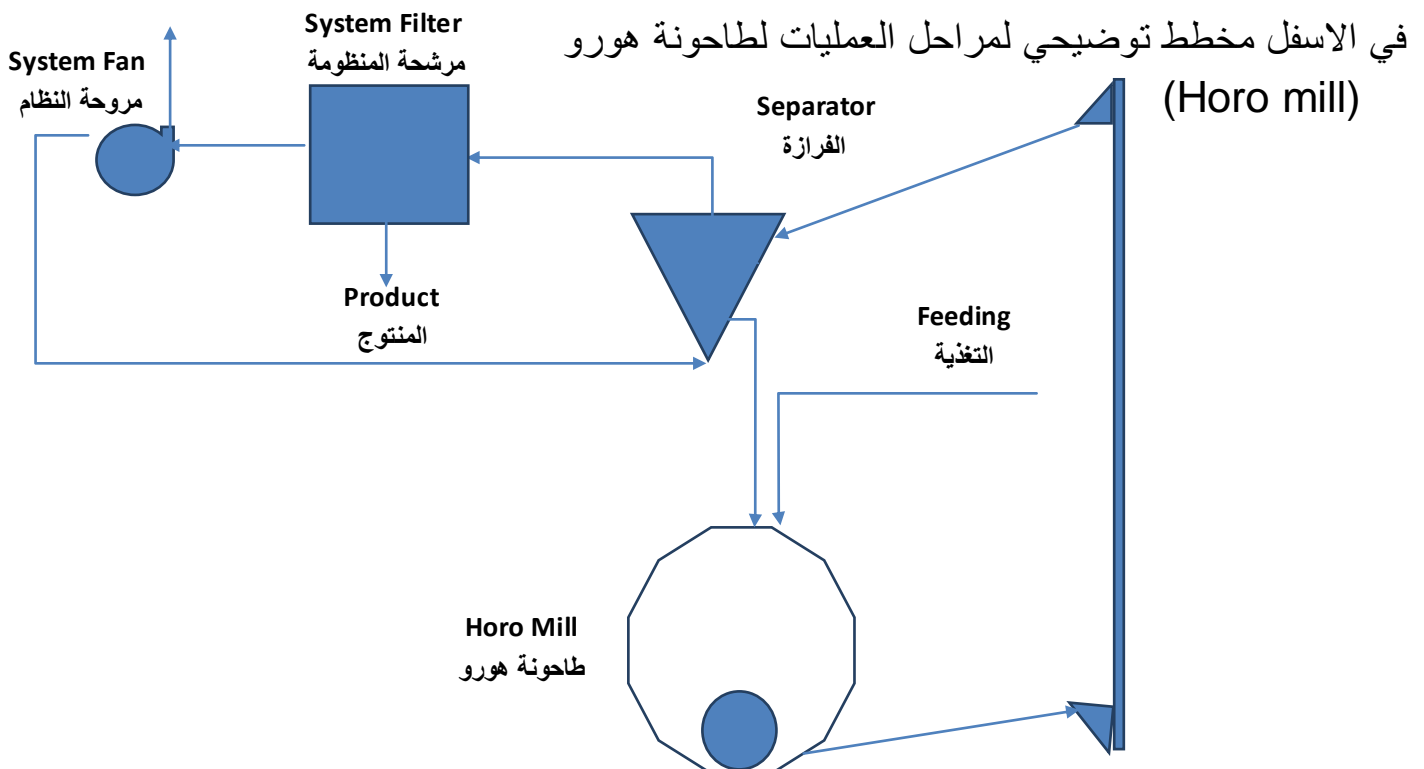 في الاسفل مخطط توضيحي لمراحل العمليات لطاحونة هورو
(Horo mill)
System Filter
مرشحة المنظومة
System Fan
مروحة النظام
Separator
الفرازة
Product
المنتوج
Feeding
التغذية
Horo Mill
طاحونة هورو